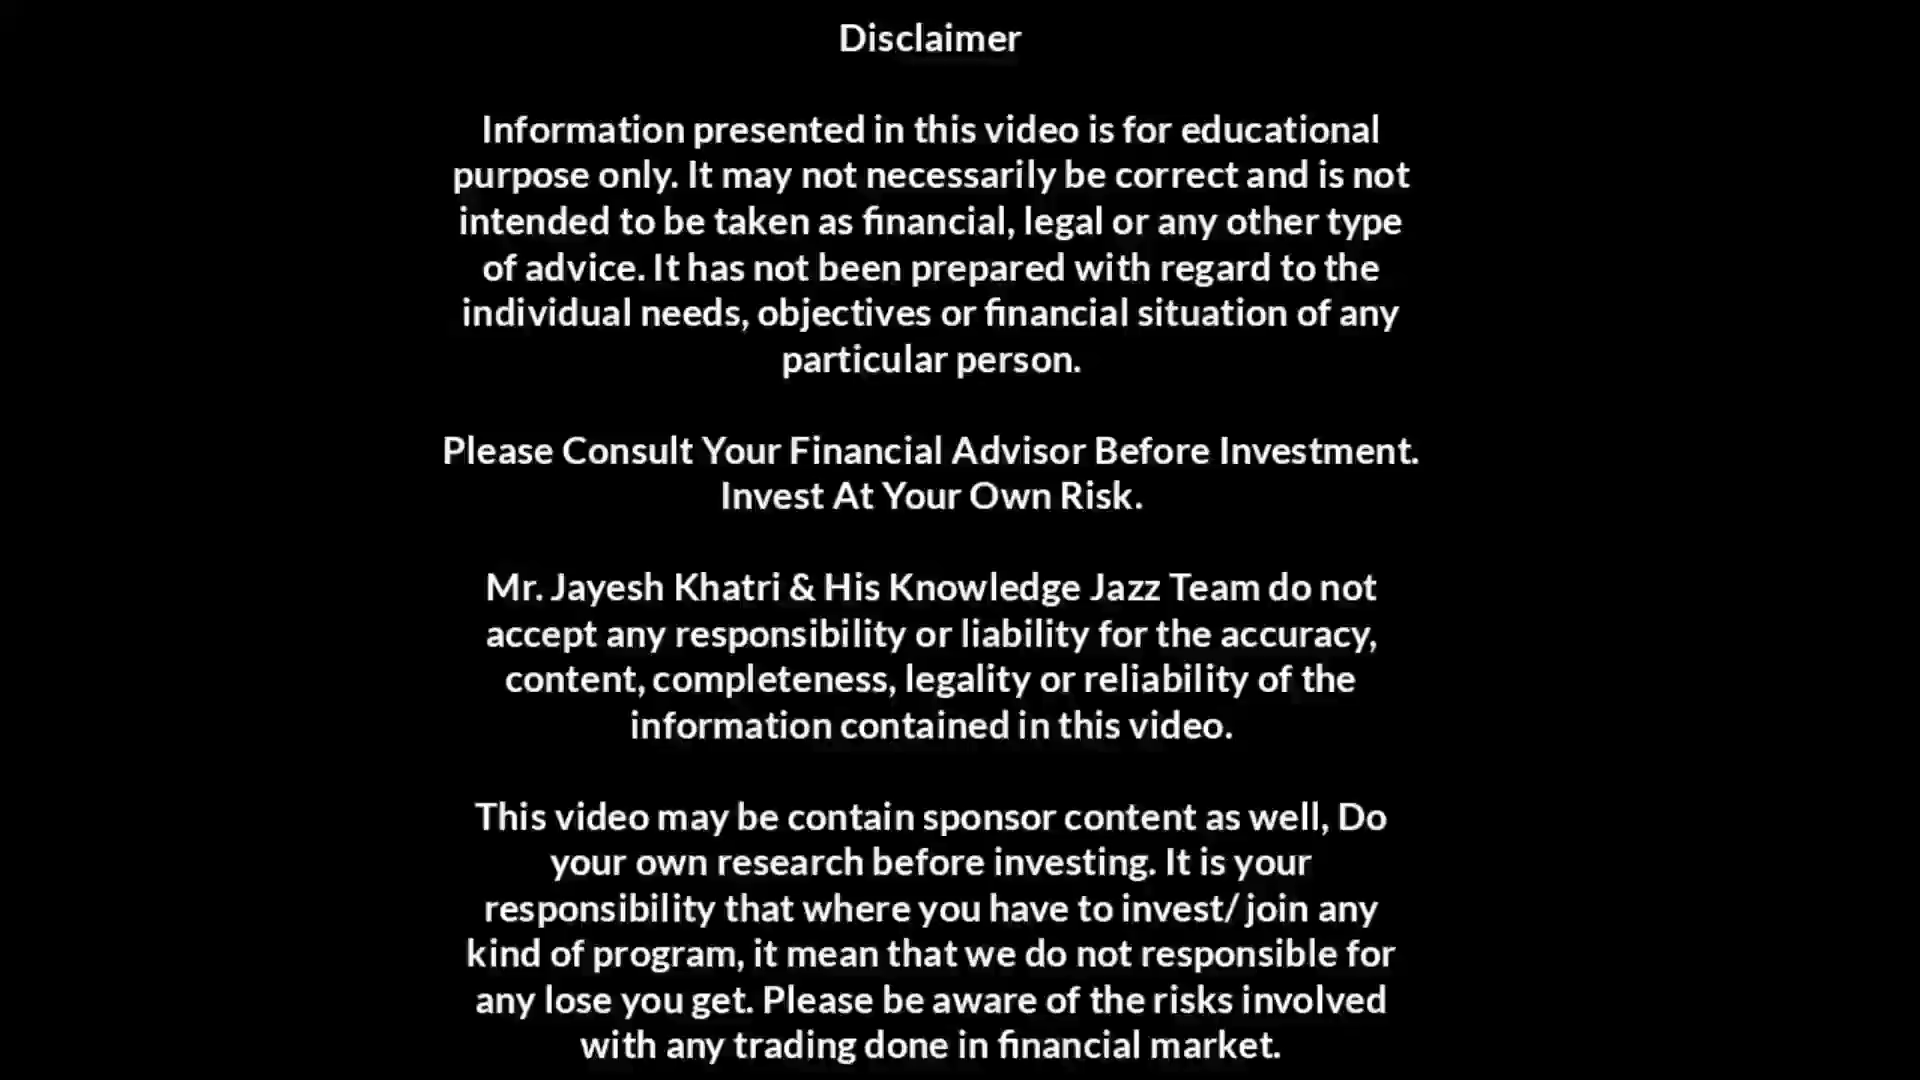 Disclaimer
Information presented in this video is for educational
purpose only. It may not necessarily be correct and is not
intended to be taken as financial, legal or any other type
of advice. It has not been prepared with regard to the
individual needs, objectives or financial situation of any
particular person.
Please Consult Your Financial Advisor Before Investment.
Invest At Your Own Risk.
Mr. Jayesh Khatri & His Knowledge Jazz Team do not
accept any responsibility or liability for the accuracy,
content, completeness, legality or reliability of the
information contained in this video.
This video may be contain sponsor content as well, Do
your own research before investing. It is your
responsibility that where you have to invest/ join any
kind of program, it mean that we do not responsible for
any lose you get. Please be aware of the risks involved
with any trading done in financial market.